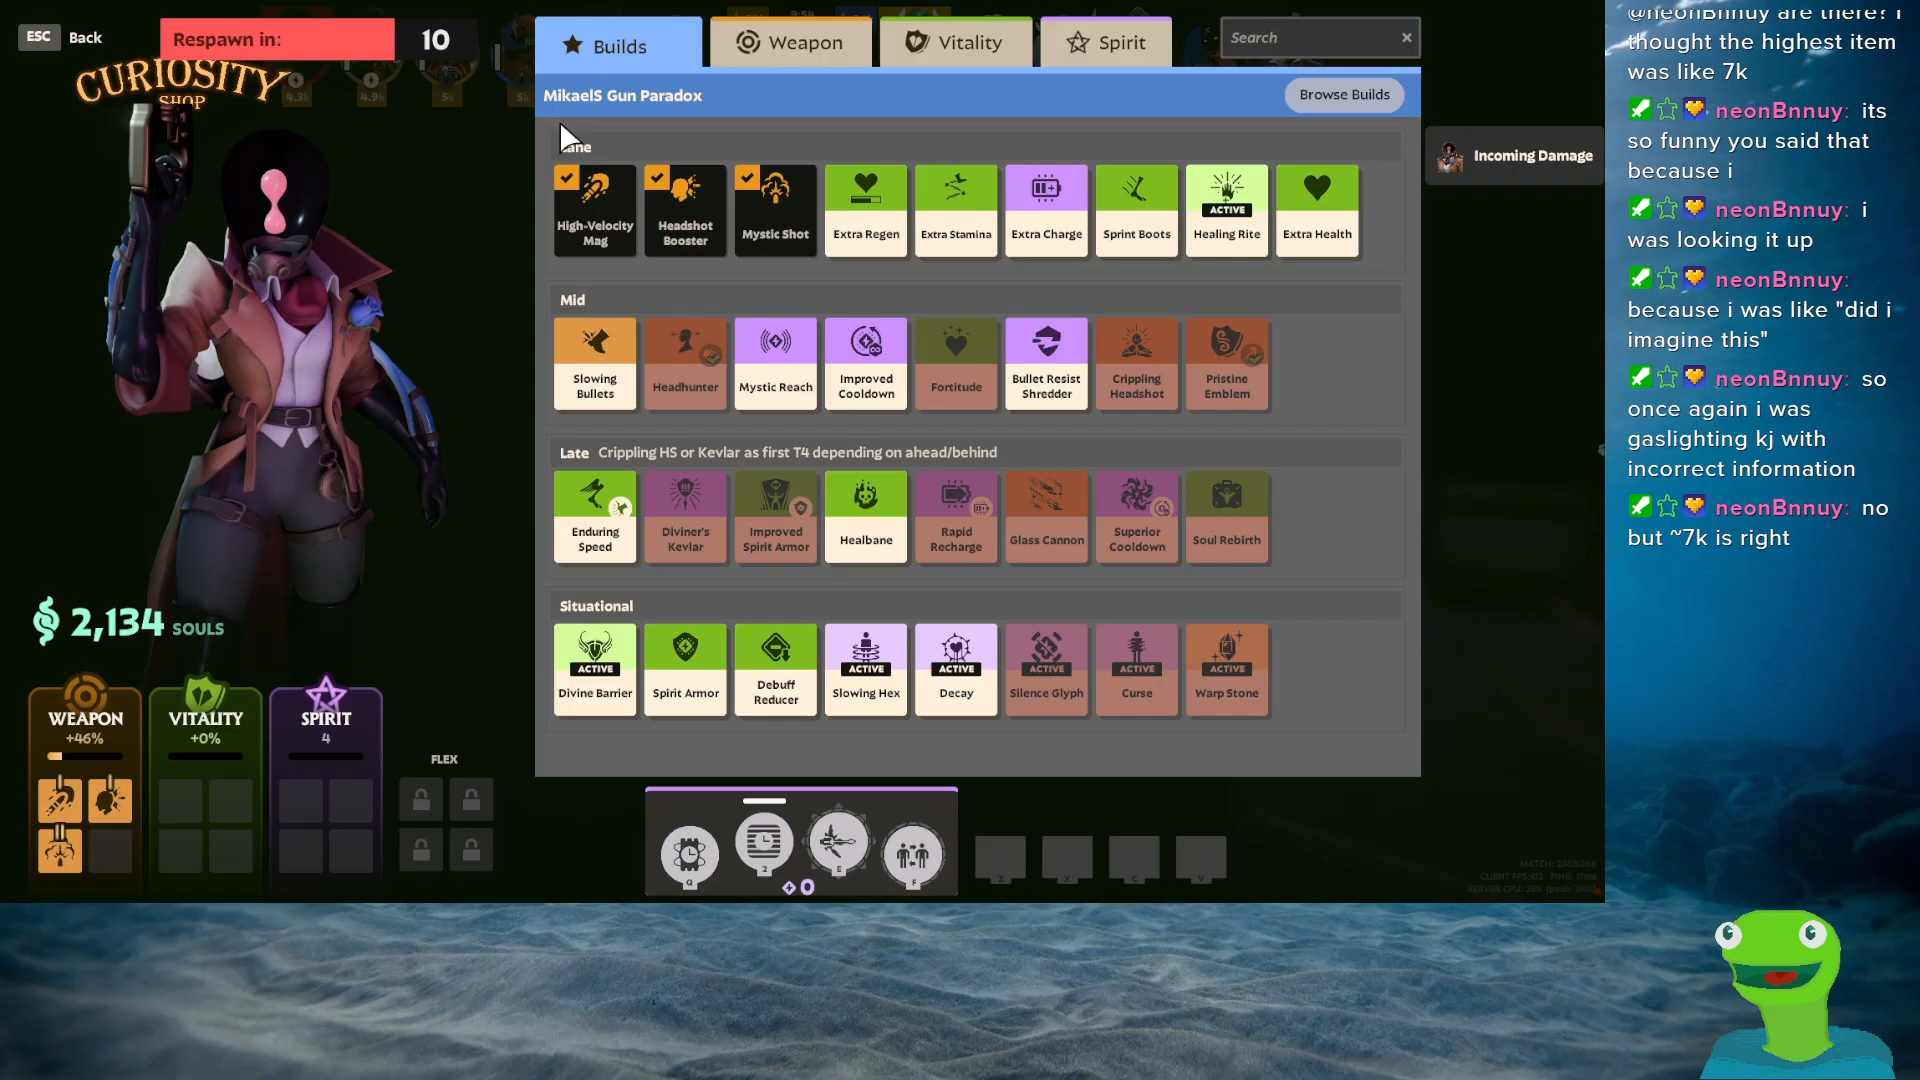 ESC Back
Respawn in: 10
CURIOSITY
SHOP
Builds
Weapon
Vitality
Spirit
Search
MikaelS Gun Paradox
Browse Builds
High-Velocity
Mag
Headshot
Booster
Mystic Shot
Extra Regen
Extra Stamina
Extra Charge
Sprint Boots
ACTIVE
Healing Rite
Extra Health
Mid
Slowing
Bullets
Headhunter
Mystic Reach
Improved
Cooldown
Fortitude
Bullet Resist
Shredder
Crippling
Headshot
Pristine
Emblem
Late Crippling HS or Kevlar as first T4 depending on ahead/behind
Enduring
Speed
Diviner's
Kevlar
Improved
Spirit Armor
Healbane
Rapid
Recharge
Glass Cannon
Superior
Cooldown
Soul Rebirth
Situational
ACTIVE
Divine Barrier
Spirit Armor
Debuff
Reducer
ACTIVE
Slowing Hex
ACTIVE
Decay
ACTIVE
Silence Glyph
ACTIVE
Curse
ACTIVE
Warp Stone
Incoming Damage
2,134 SOULS
WEAPON
+46%
VITALITY
+0%
SPIRIT
4
FLEX
Q
2
E
F
0
Z
X
C
V
@neonBnnuy are there? i
thought the highest item
was like 7k
neonBnnuy: its
so funny you said that
because i
neonBnnuy: i
was looking it up
neonBnnuy:
because i was like "did i
imagine this"
neonBnnuy: so
once again i was
gaslighting kj with
incorrect information
neonBnnuy: no
but ~7k is right